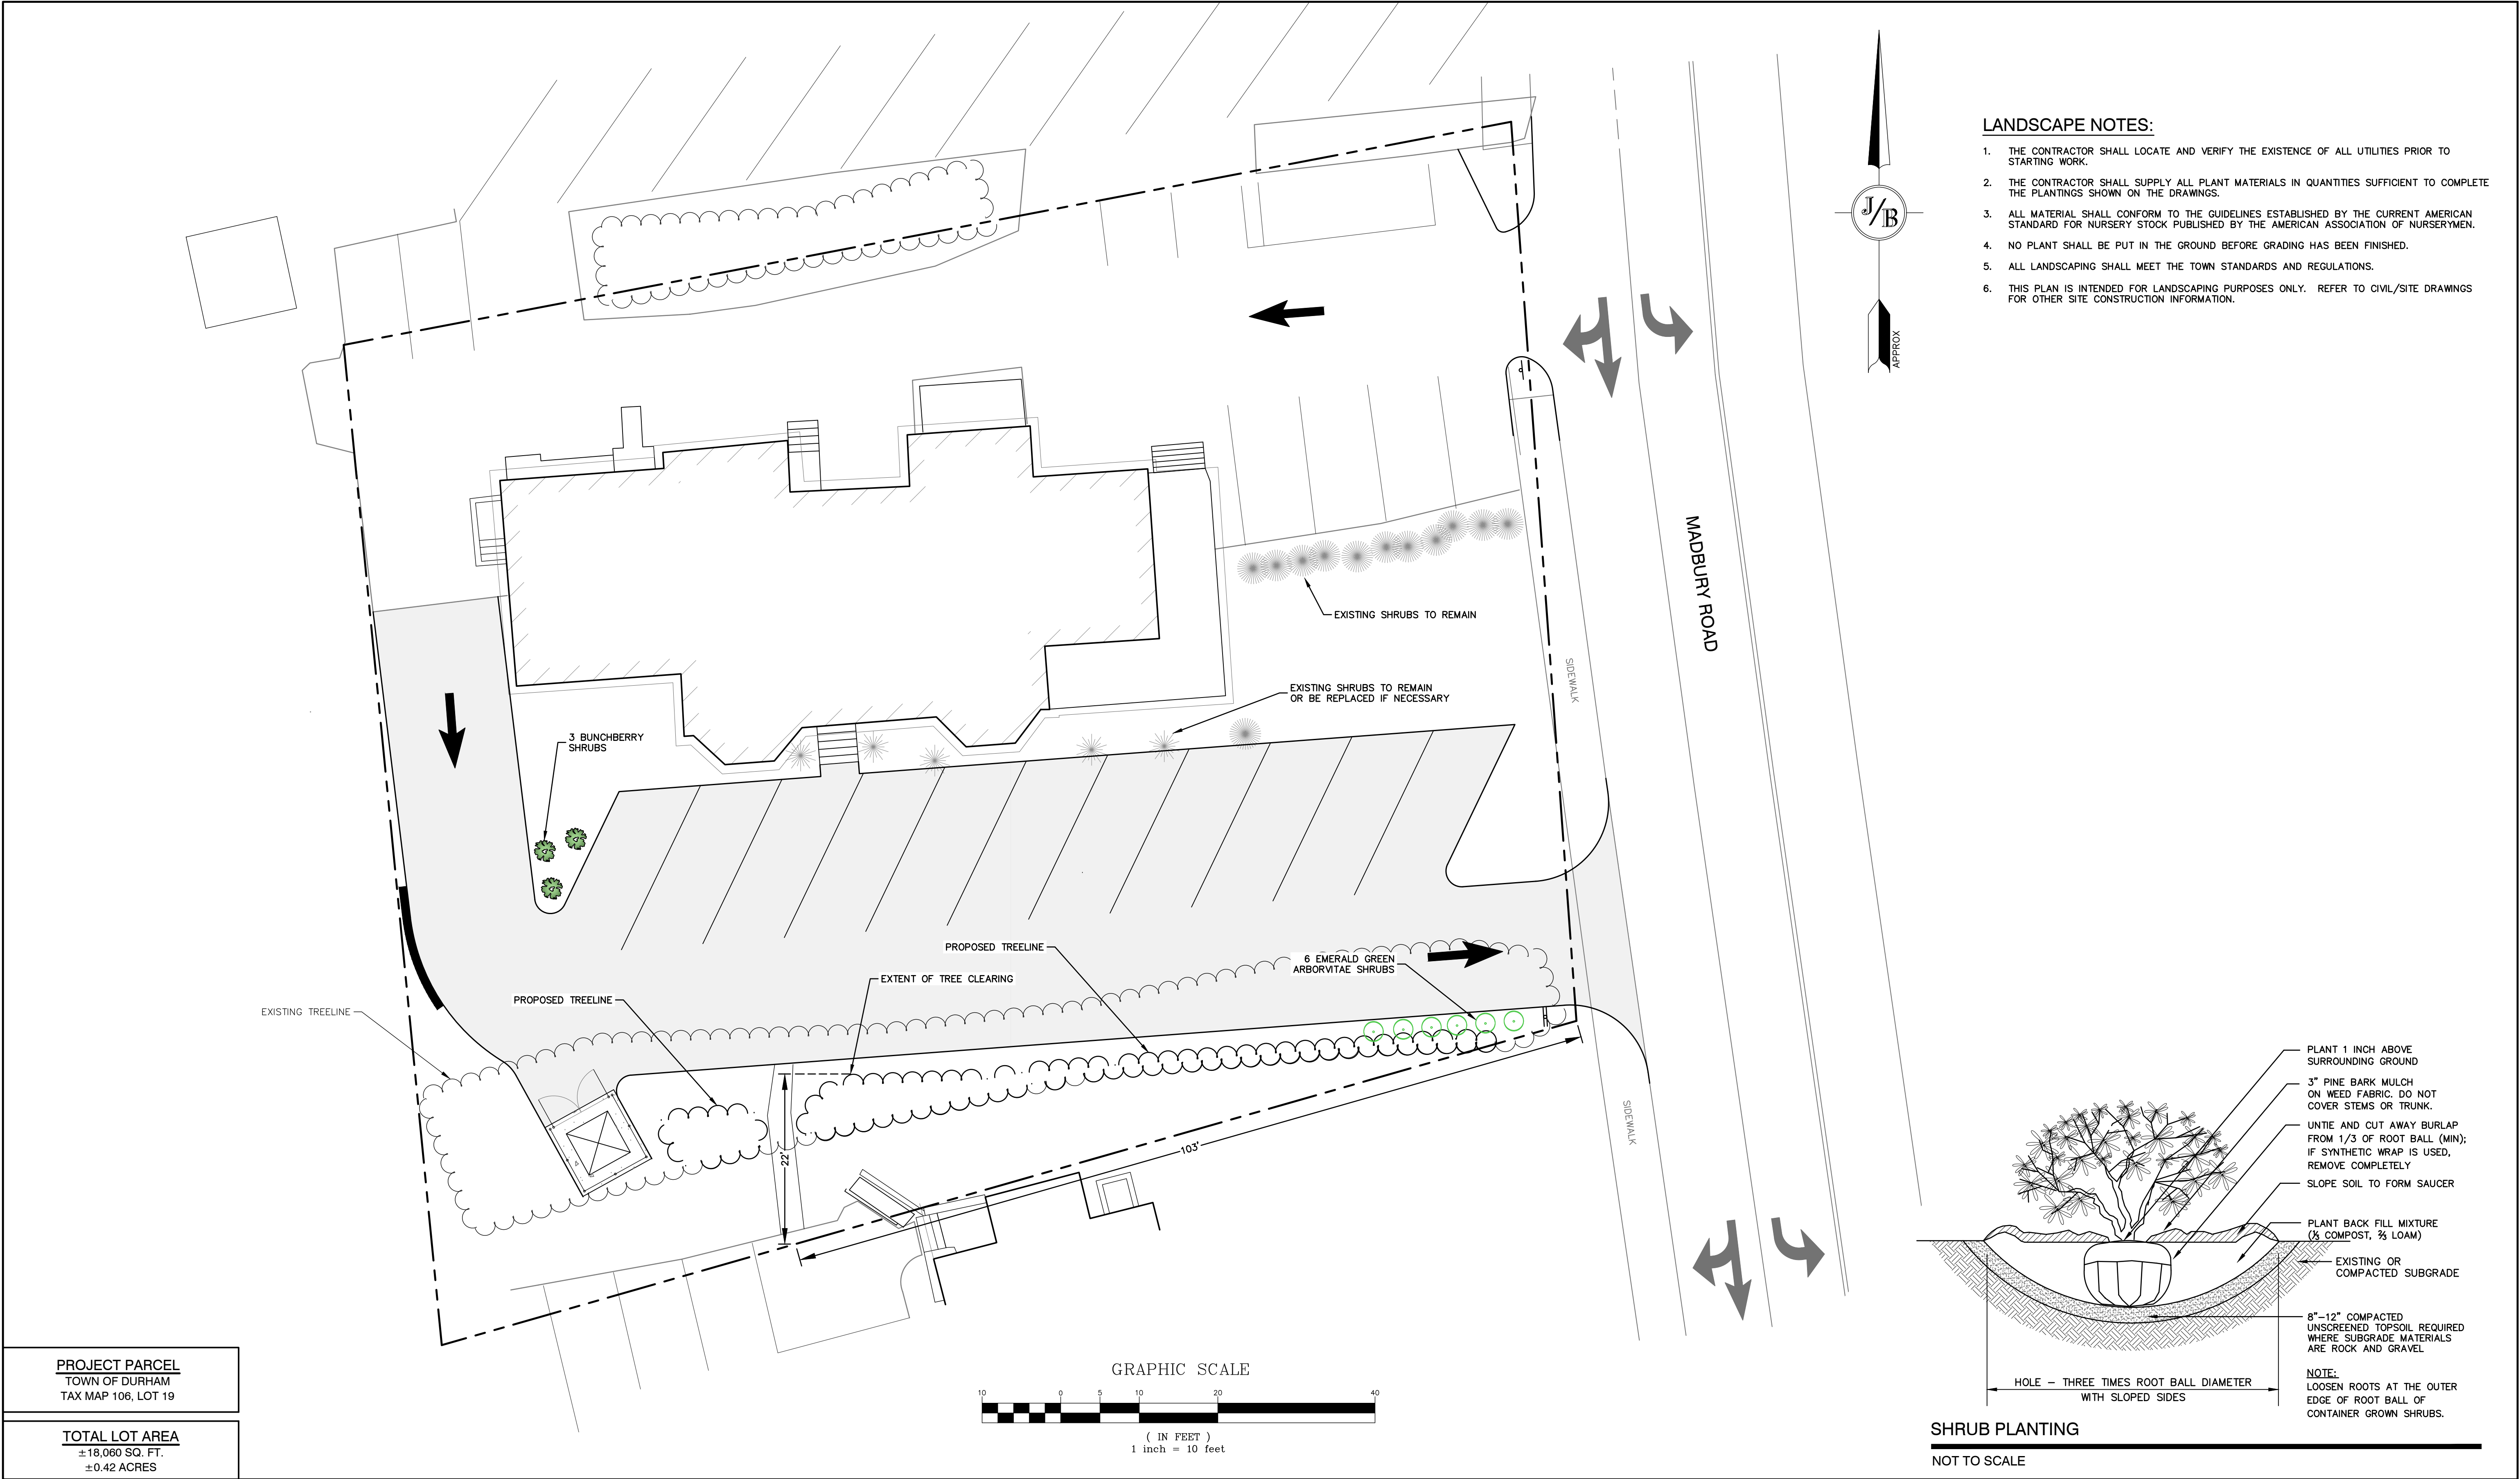 LANDSCAPE NOTES:
1. THE CONTRACTOR SHALL LOCATE AND VERIFY THE EXISTENCE OF ALL UTILITIES PRIOR TO
STARTING WORK.
2. THE CONTRACTOR SHALL SUPPLY ALL PLANT MATERIALS IN QUANTITIES SUFFICIENT TO COMPLETE
THE PLANTINGS SHOWN ON THE DRAWINGS.
3. ALL MATERIAL SHALL CONFORM TO THE GUIDELINES ESTABLISHED BY THE CURRENT AMERICAN
STANDARD FOR NURSERY STOCK PUBLISHED BY THE AMERICAN ASSOCIATION OF NURSERYMEN.
4. NO PLANT SHALL BE PUT IN THE GROUND BEFORE GRADING HAS BEEN FINISHED.
5. ALL LANDSCAPING SHALL MEET THE TOWN STANDARDS AND REGULATIONS.
6. THIS PLAN IS INTENDED FOR LANDSCAPING PURPOSES ONLY. REFER TO CIVIL/SITE DRAWINGS
FOR OTHER SITE CONSTRUCTION INFORMATION.
J/B
APPROX
MADBURY ROAD
SIDEWALK
EXISTING SHRUBS TO REMAIN
EXISTING SHRUBS TO REMAIN
OR BE REPLACED IF NECESSARY
3 BUNCHBERRY
SHRUBS
PROPOSED TREELINE
6 EMERALD GREEN
ARBORVITAE SHRUBS
EXTENT OF TREE CLEARING
PROPOSED TREELINE
EXISTING TREELINE
SIDEWALK
22'
103'
PLANT 1 INCH ABOVE
SURROUNDING GROUND
3" PINE BARK MULCH
ON WEED FABRIC. DO NOT
COVER STEMS OR TRUNK.
UNTIE AND CUT AWAY BURLAP
FROM 1/3 OF ROOT BALL (MIN);
IF SYNTHETIC WRAP IS USED,
REMOVE COMPLETELY
SLOPE SOIL TO FORM SAUCER
PLANT BACK FILL MIXTURE
(⅓ COMPOST, ⅔ LOAM)
EXISTING OR
COMPACTED SUBGRADE
8"-12" COMPACTED
UNSCREENED TOPSOIL REQUIRED
WHERE SUBGRADE MATERIALS
ARE ROCK AND GRAVEL
NOTE:
LOOSEN ROOTS AT THE OUTER
EDGE OF ROOT BALL OF
CONTAINER GROWN SHRUBS.
HOLE - THREE TIMES ROOT BALL DIAMETER
WITH SLOPED SIDES
SHRUB PLANTING
NOT TO SCALE
GRAPHIC SCALE
10 0 5 10 20 40
( IN FEET )
1 inch = 10 feet
PROJECT PARCEL
TOWN OF DURHAM
TAX MAP 106, LOT 19
TOTAL LOT AREA
±18,060 SQ. FT.
±0.42 ACRES